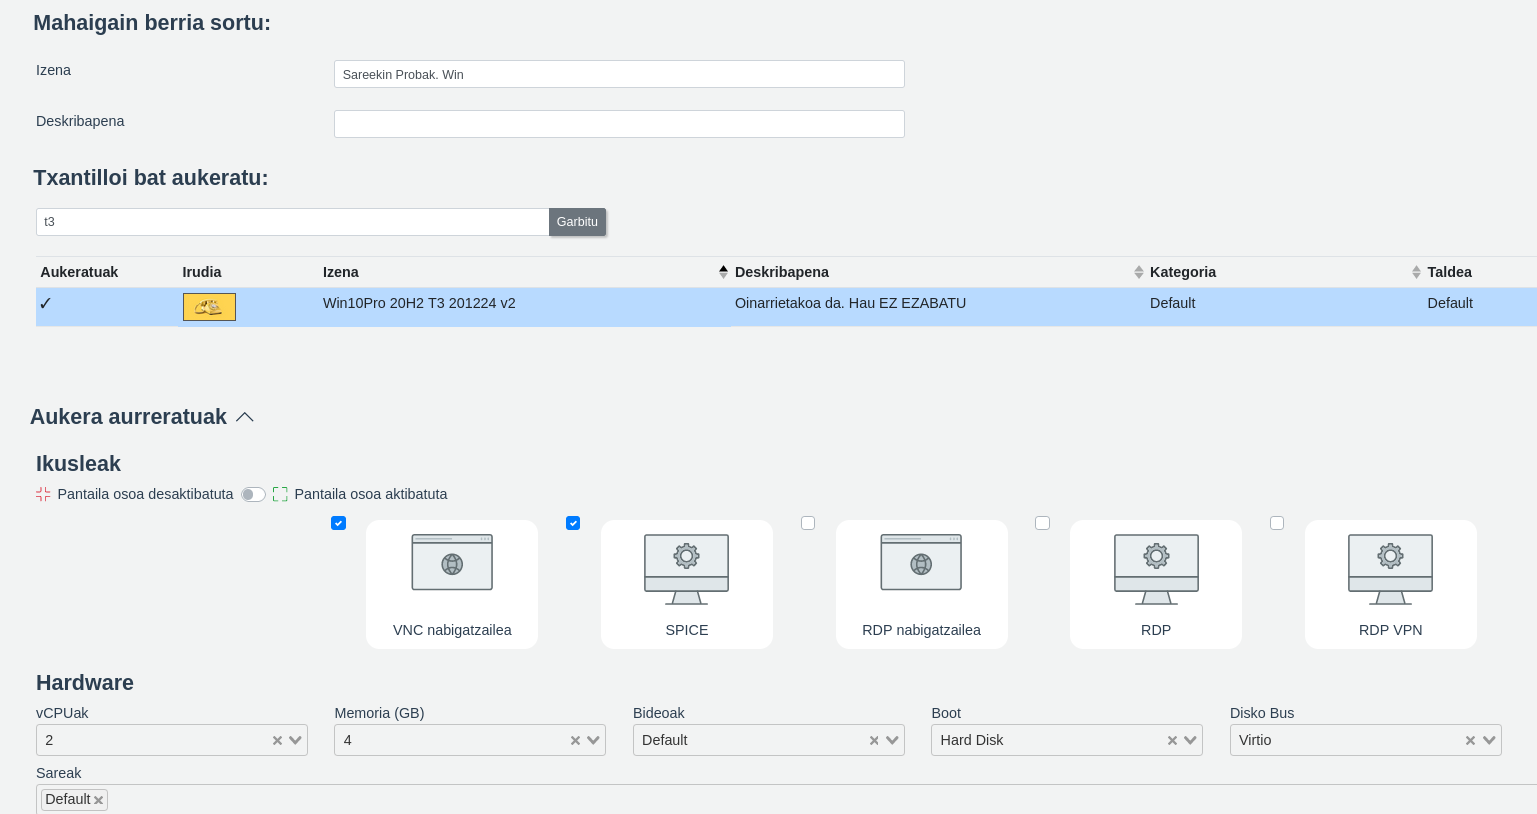 Mahaigain berria sortu:
Izena
Sareekin Probak. Win
Deskribapena
Txantilloi bat aukeratu:
t3 Garbitu
Aukeratuak Irudia Izena Deskribapena Kategoria Taldea
✓ Win10Pro 20H2 T3 201224 v2 Oinarrietakoa da. Hau EZ EZABATU Default Default
Aukera aurreratuak
Ikusleak
Pantaila osoa desaktibatuta Pantaila osoa aktibatuta
VNC nabigatzailea SPICE RDP nabigatzailea RDP RDP VPN
Hardware
vCPUak Memoria (GB) Bideoak Boot Disko Bus
2 4 Default Hard Disk Virtio
Sareak
Default